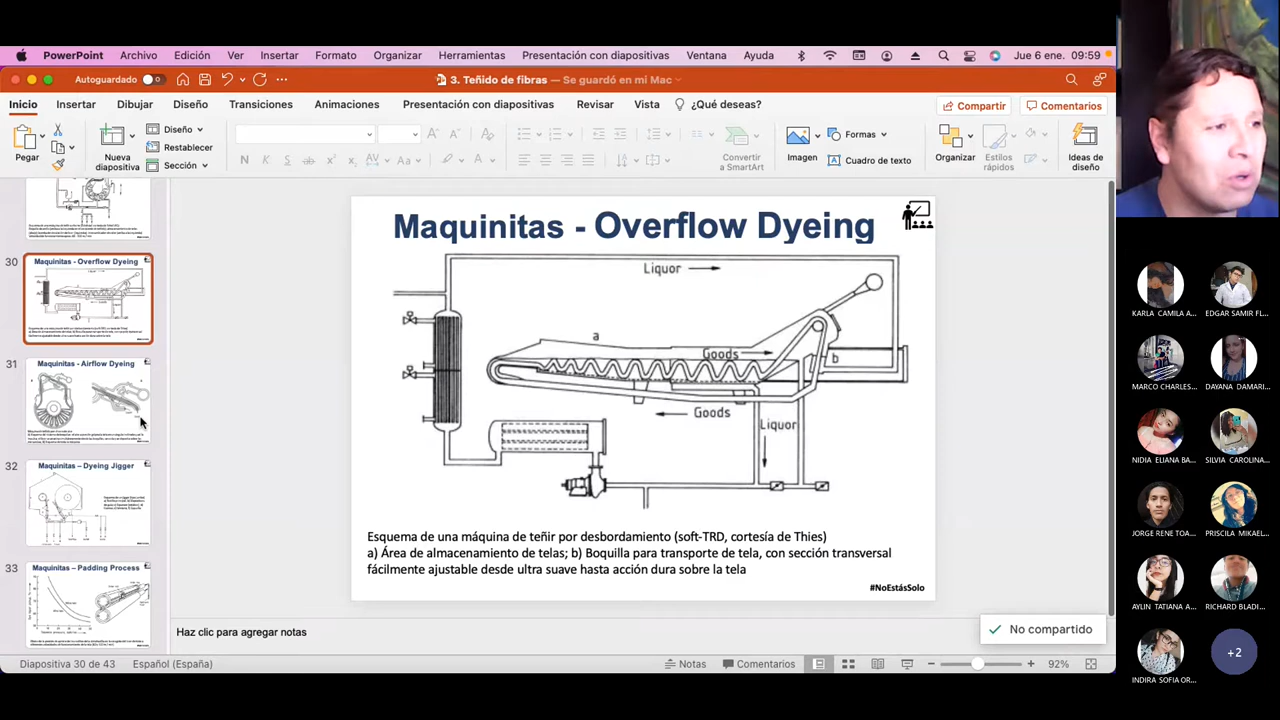 PowerPoint Archivo Edición Ver Insertar Formato Organizar Herramientas Presentación con diapositivas Ventana Ayuda Jue 6 ene. 09:59
Autoguardado 3. Teñido de fibras — Se guardó en mi Mac
Inicio Insertar Dibujar Diseño Transiciones Animaciones Presentación con diapositivas Revisar Vista ¿Qué deseas? Compartir Comentarios
Pegar
Nueva diapositiva
Diseño
Restablecer
Sección
Convertir a SmartArt
Imagen
Formas
Cuadro de texto
Organizar
Estilos rápidos
Ideas de diseño
30
Maquinitas - Overflow Dyeing
31
Maquinitas - Airflow Dyeing
32
Maquinitas – Dyeing Jigger
33
Maquinitas – Padding Process
Maquinitas - Overflow Dyeing
Liquor
a
Goods
b
Goods
Liquor
Esquema de una máquina de teñir por desbordamiento (soft-TRD, cortesía de Thies)
a) Área de almacenamiento de telas; b) Boquilla para transporte de tela, con sección transversal
fácilmente ajustable desde ultra suave hasta acción dura sobre la tela
#NoEstásSolo
Haz clic para agregar notas
No compartido
Diapositiva 30 de 43 Español (España) Notas Comentarios 92%
KARLA CAMILA A... EDGAR SAMIR FL...
MARCO CHARLES... DAYANA DAMARI...
NIDIA ELIANA BA... SILVIA CAROLINA...
JORGE RENE TOA... PRISCILA MIKAEL...
AYLIN TATIANA A... RICHARD BLADI...
INDIRA SOFIA OR... +2